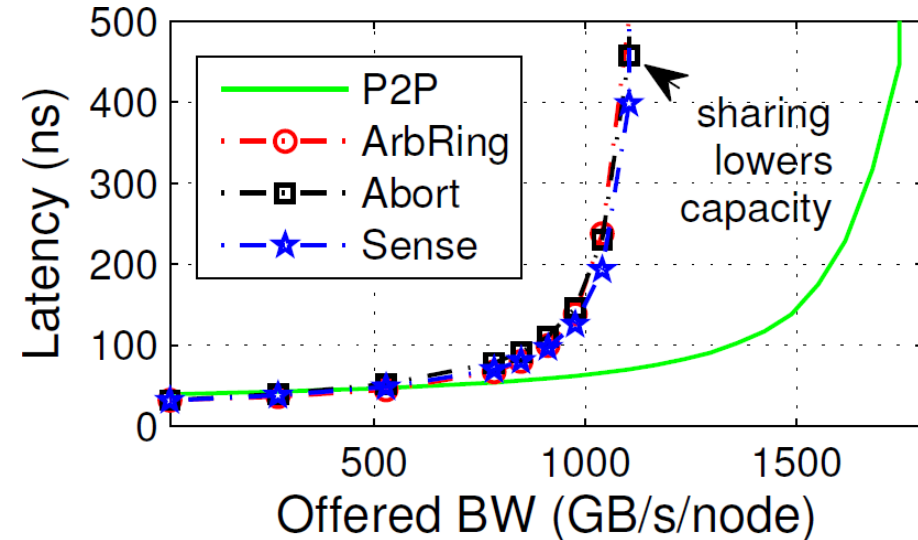 500
400
300
200
100
0
Latency (ns)
P2P
ArbRing
Abort
Sense
sharing
lowers
capacity
500
1000
1500
Offered BW (GB/s/node)